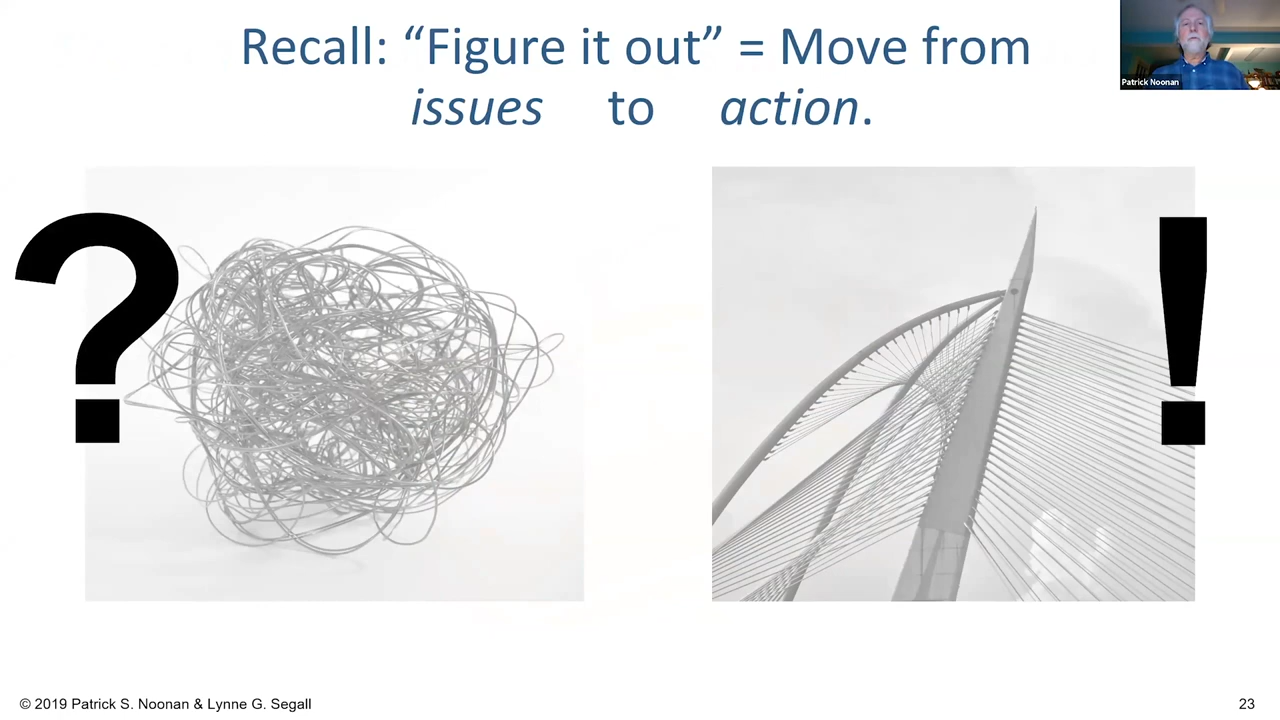 Recall: “Figure it out” = Move from
issues to action.
Patrick Noonan
?
!
© 2019 Patrick S. Noonan & Lynne G. Segall
23